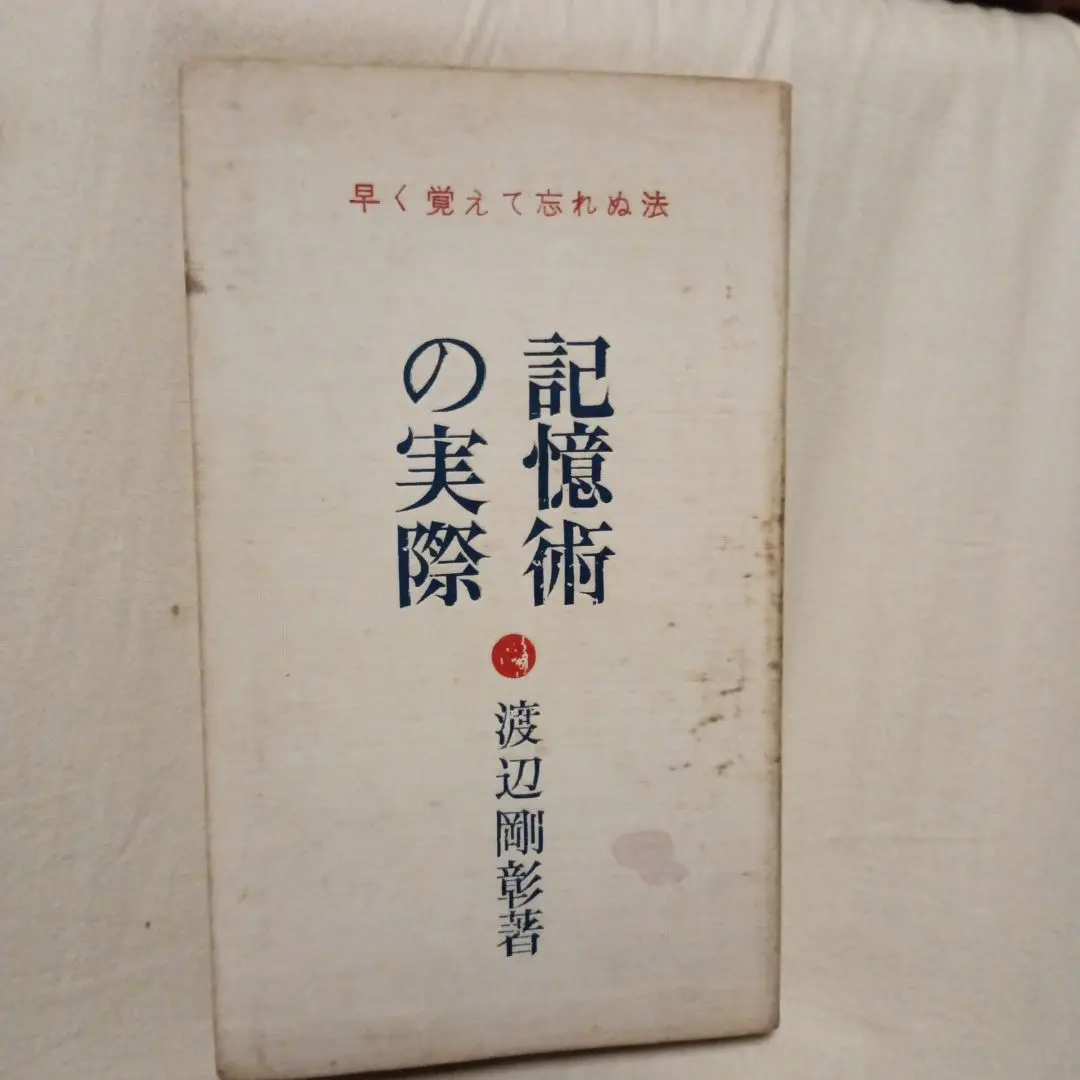 早く覚えて忘れぬ法
記憶術
の実際
渡辺剛彰著